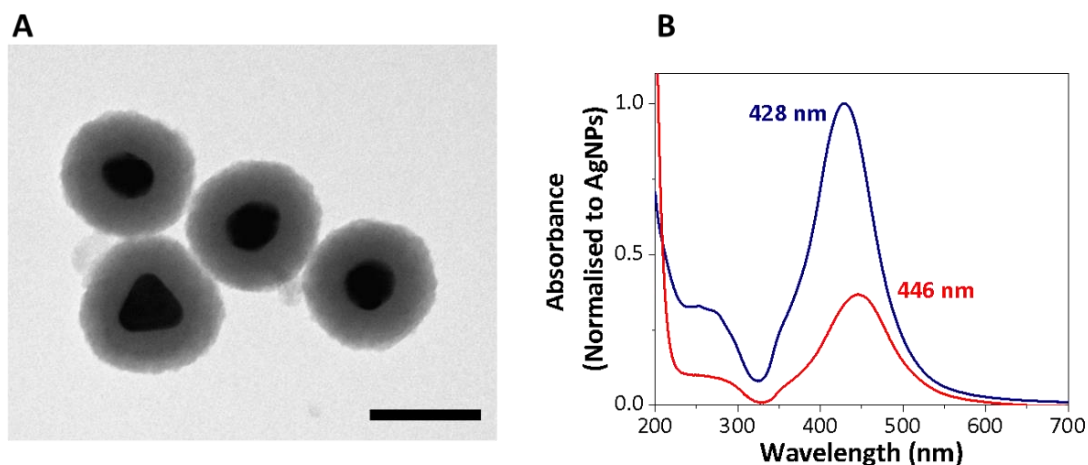 A
B
Absorbance
(Normalised to AgNPs)
1.0
0.5
0.0
428 nm
446 nm
200 300 400 500 600 700
Wavelength (nm)